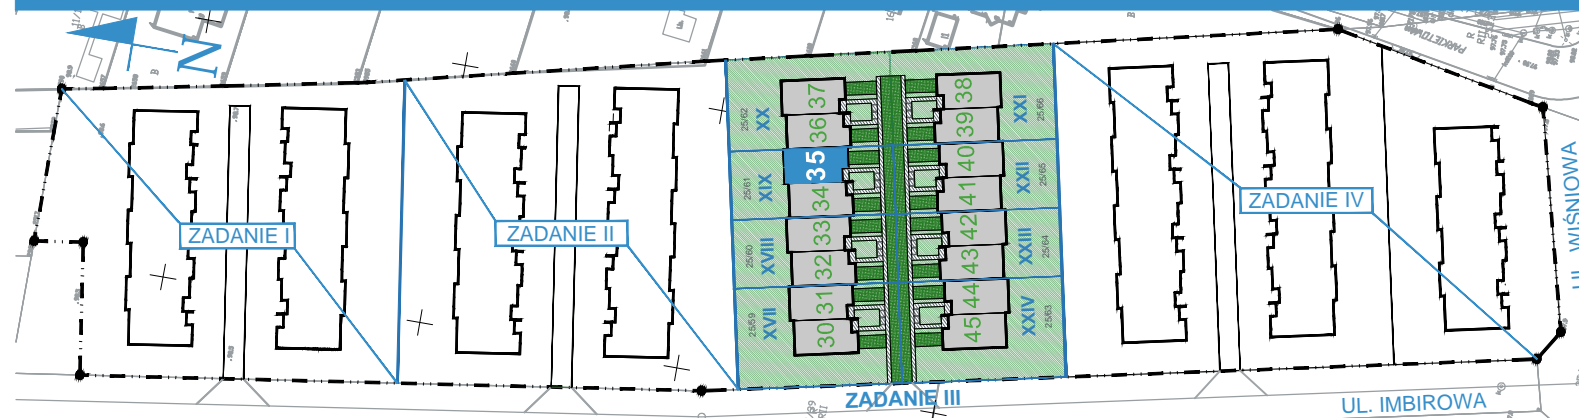 N
ZADANIE I
ZADANIE II
ZADANIE III
ZADANIE IV
25/62
XX
37
36
25/61
XIX
35
34
25/60
XVIII
33
32
25/59
XVII
31
30
38
39
XXI
25/66
40
41
XXII
25/65
42
43
XXIII
25/64
44
45
XXIV
25/63
PARKIETOWA
UL. WIŚNIOWA
UL. IMBIROWA